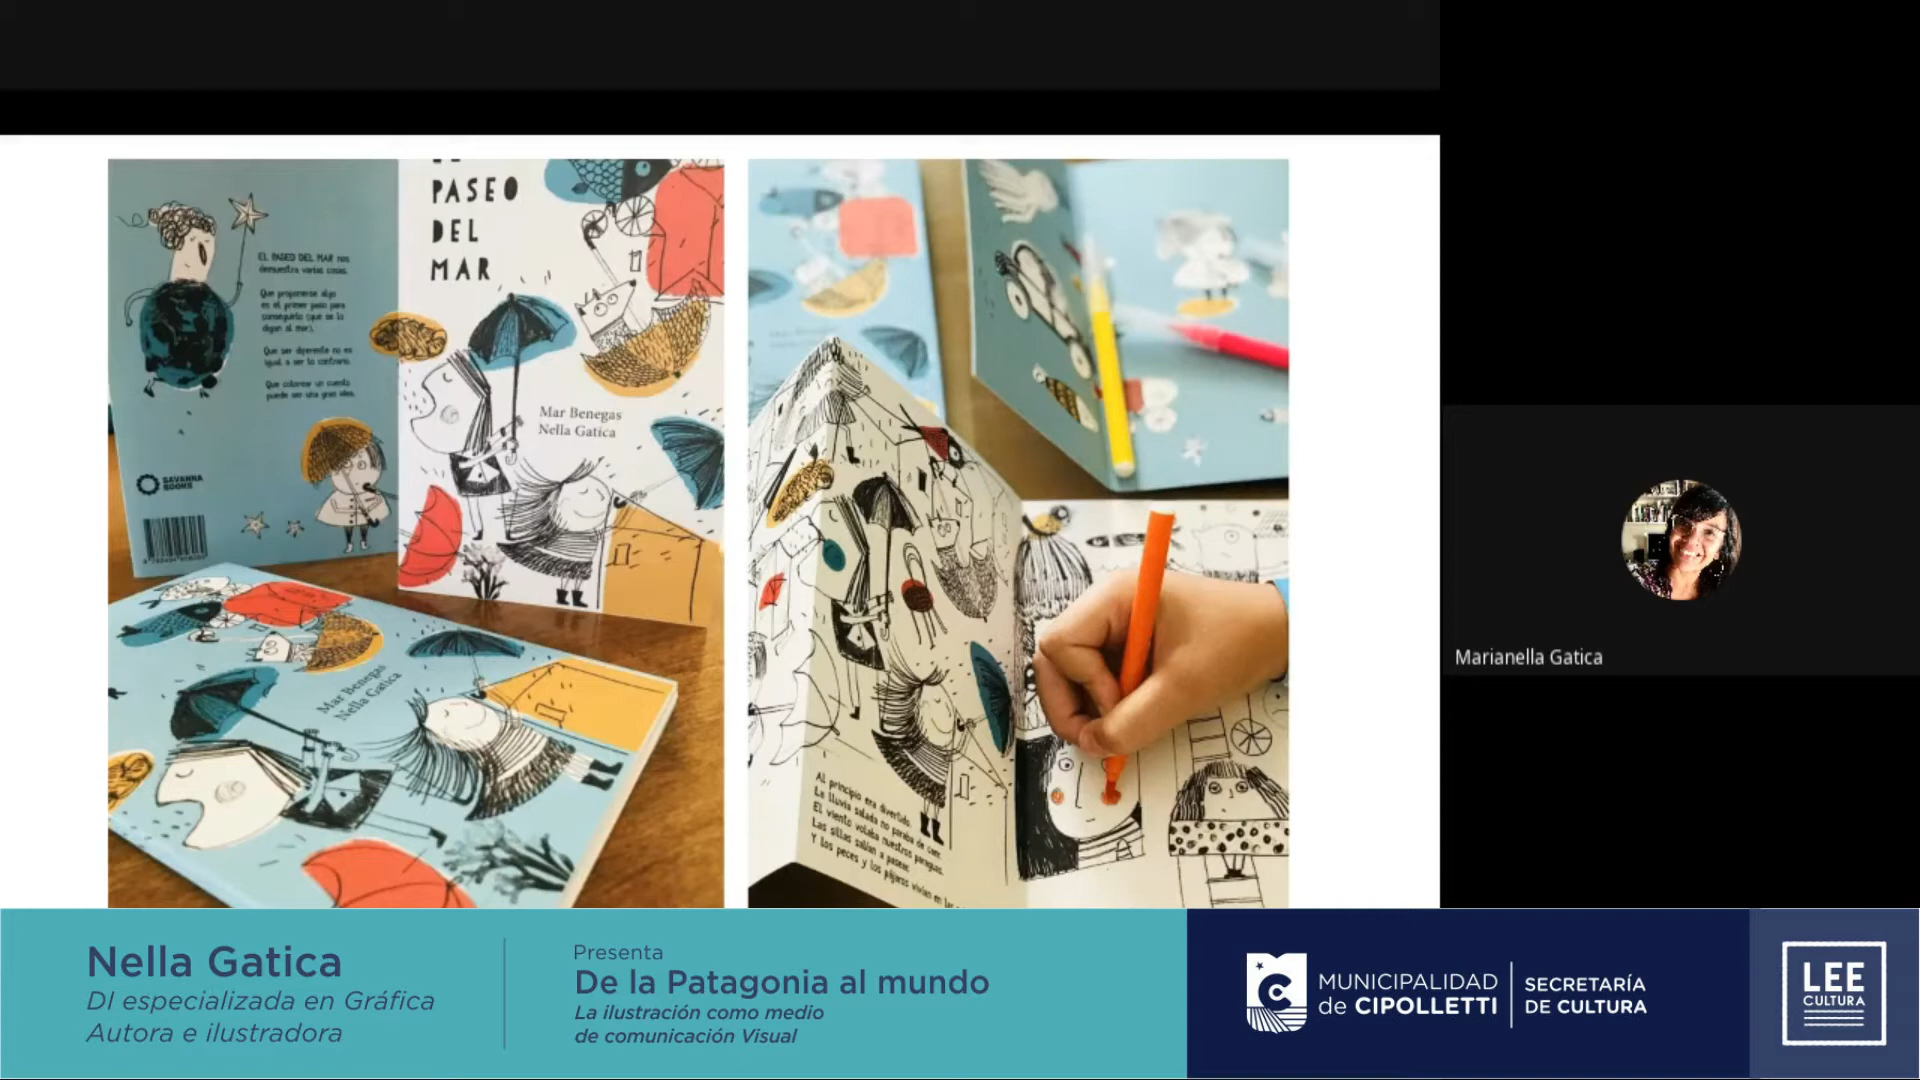 EL PASEO DEL MAR nos
demuestra varias cosas.
Que proponerse algo
es el primer paso para
conseguirlo (que se lo
digan al mar).
Que ser diferente no es
igual a ser lo contrario.
Que colorear un cuento
puede ser una gran idea.
SAVANNA
BOOKS
PASEO
DEL
MAR
Mar Benegas
Nella Gatica
Mar Benegas
Nella Gatica
Al principio era divertido.
La lluvia salada no paraba de caer.
El viento volaba nuestros paraguas.
Las sillas salían a pasear.
Y los peces y los pájaros vivían en
Marianella Gatica
Nella Gatica
DI especializada en Gráfica
Autora e ilustradora
Presenta
De la Patagonia al mundo
La ilustración como medio
de comunicación Visual
MUNICIPALIDAD
de CIPOLLETTI
SECRETARÍA
DE CULTURA
LEE
CULTURA